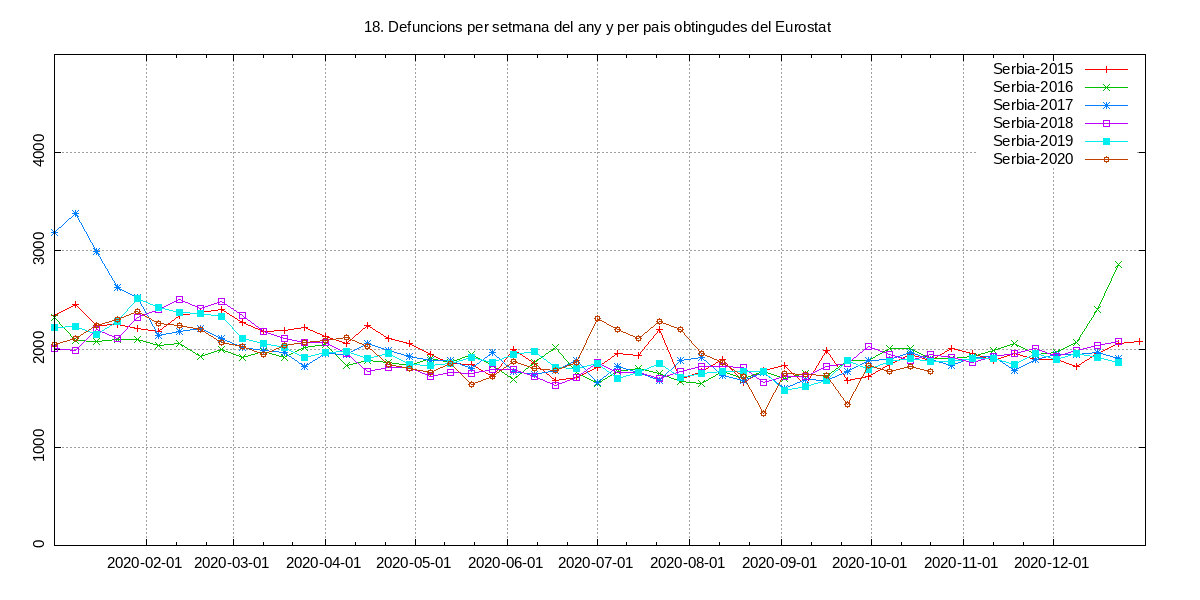 18. Defuncions per setmana del any y per pais obtingudes del Eurostat
Serbia-2015
Serbia-2016
Serbia-2017
Serbia-2018
Serbia-2019
Serbia-2020
4000
3000
2000
1000
0
2020-02-01 2020-03-01 2020-04-01 2020-05-01 2020-06-01 2020-07-01 2020-08-01 2020-09-01 2020-10-01 2020-11-01 2020-12-01